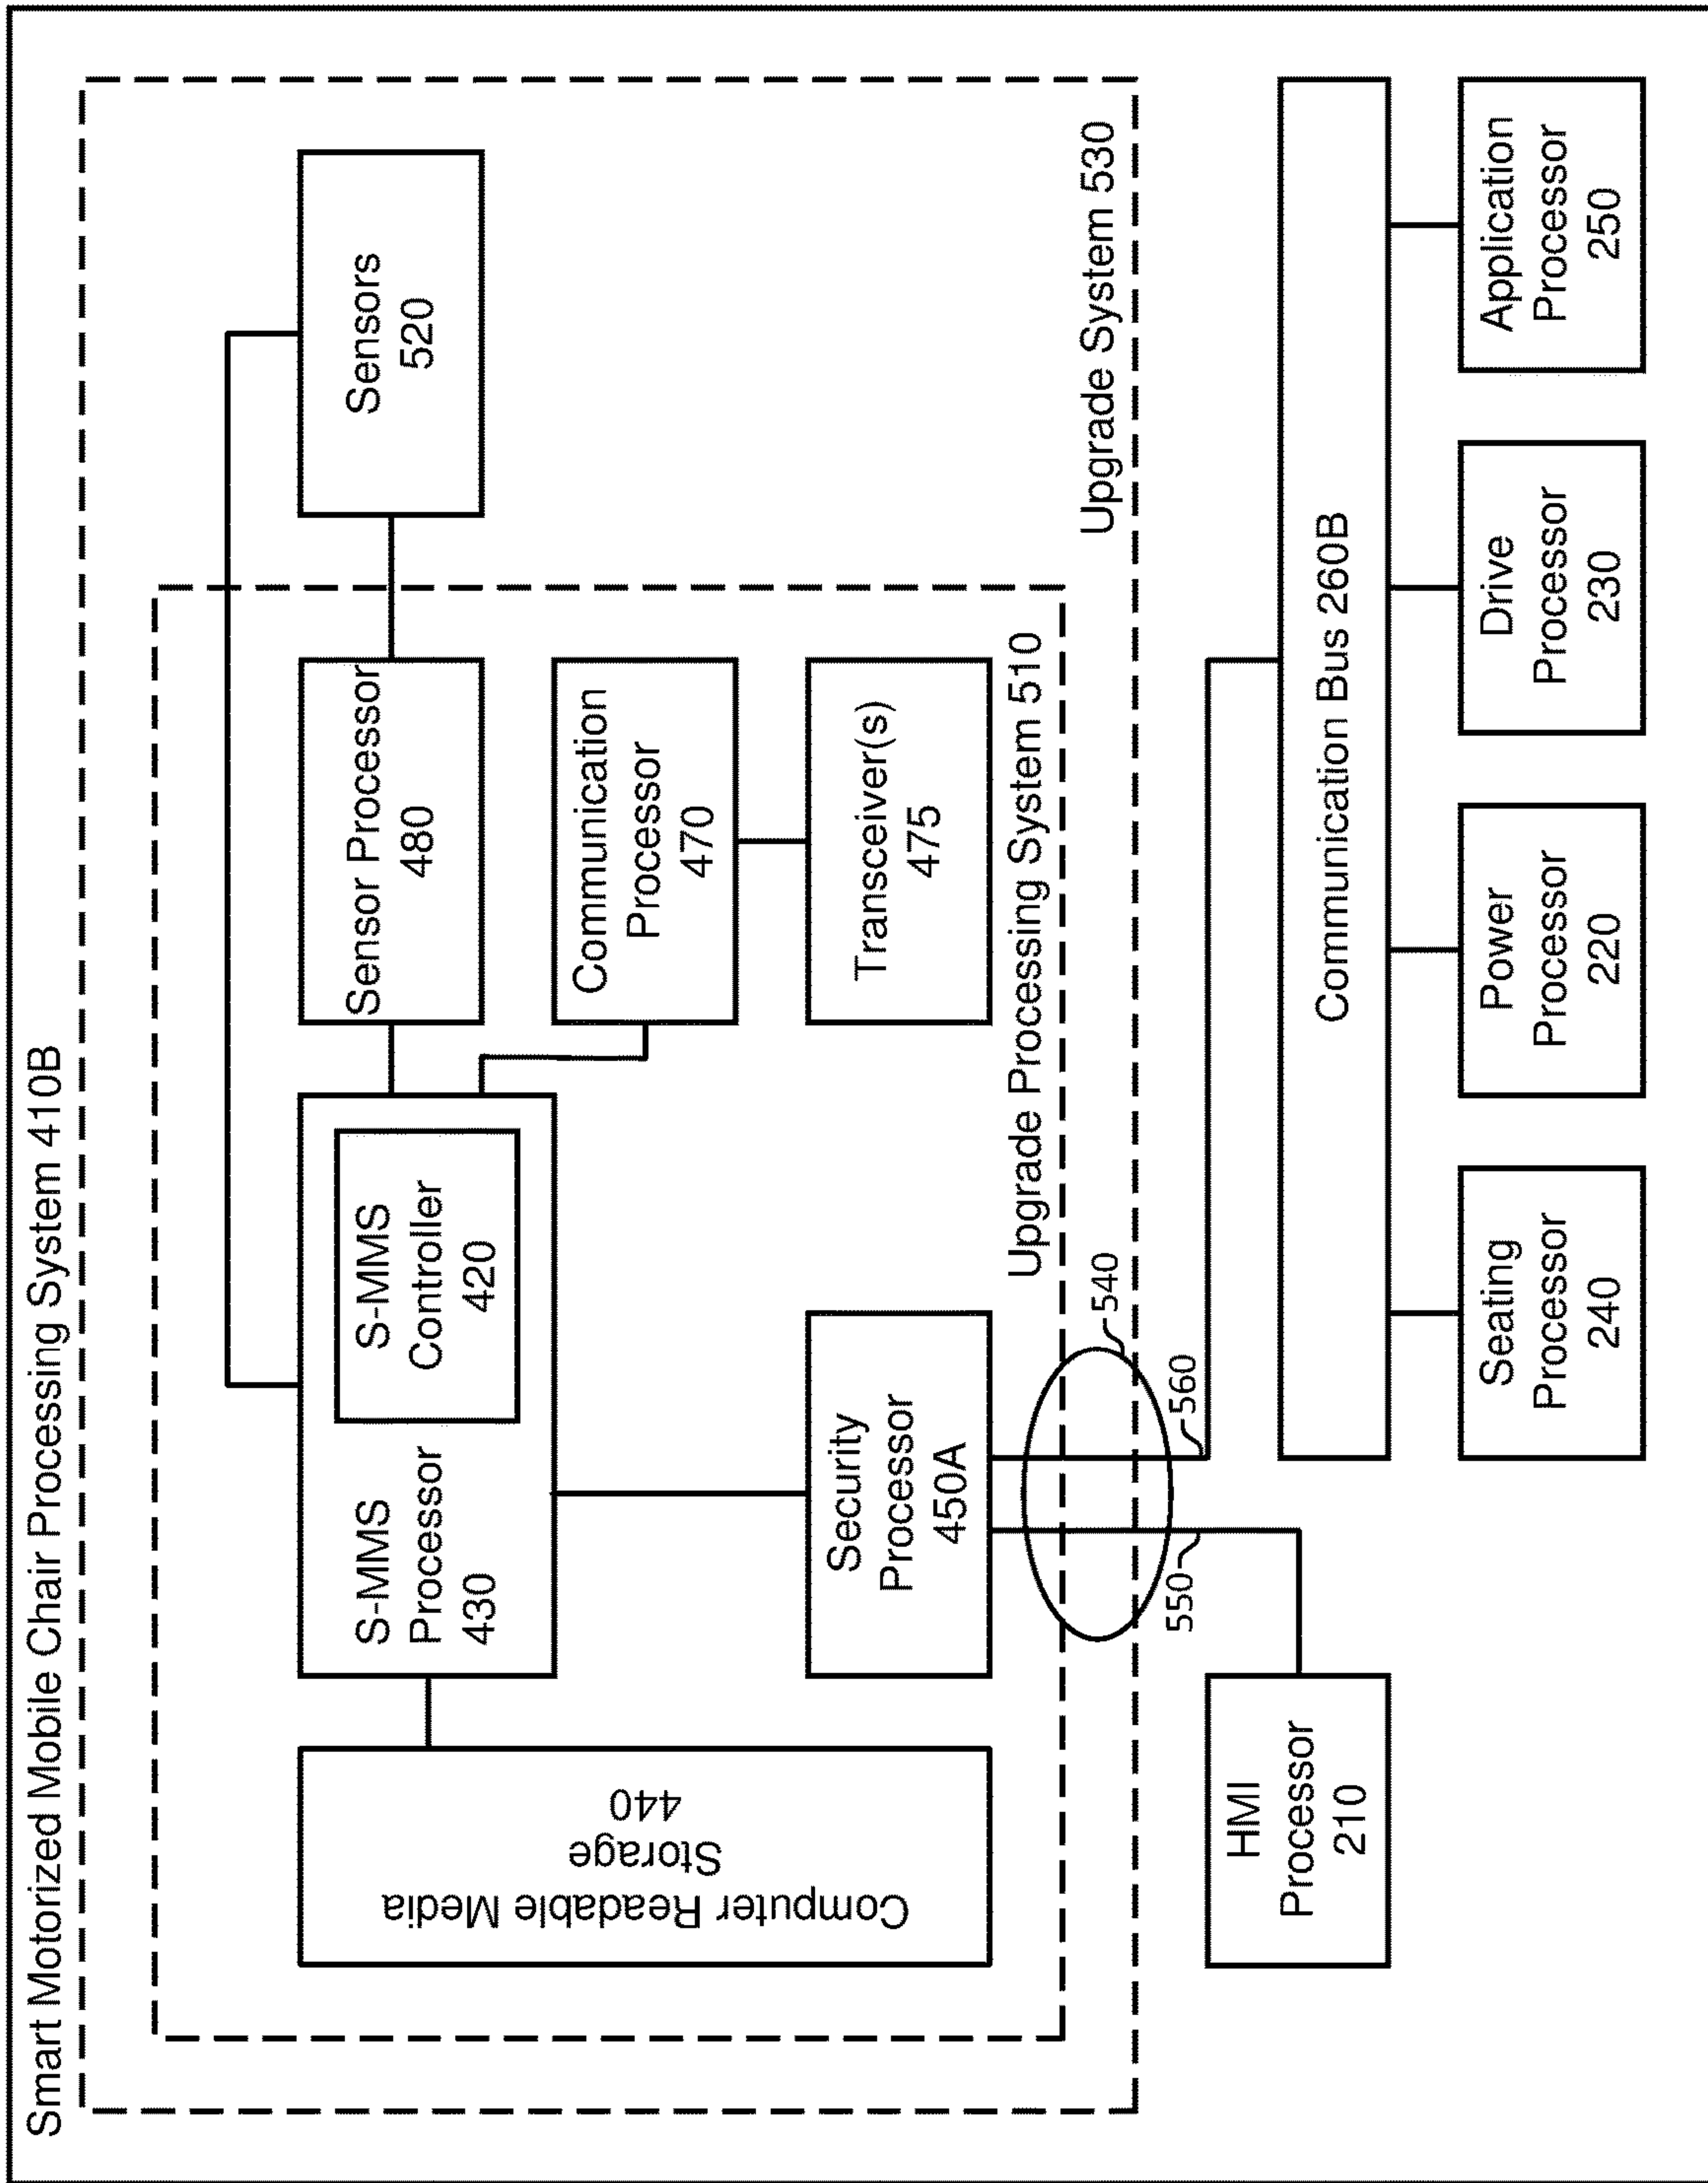 Smart Motorized Mobile Chair Processing System 410B
Computer Readable Media
Storage
440
S-MMS
Processor
430
S-MMS
Controller
420
Sensor Processor
480
Sensors
520
Communication
Processor
470
Security
Processor
450A
Transceiver(s)
475
Upgrade Processing System 510
Upgrade System 530
540
550
560
HMI
Processor
210
Communication Bus 260B
Seating
Processor
240
Power
Processor
220
Drive
Processor
230
Application
Processor
250